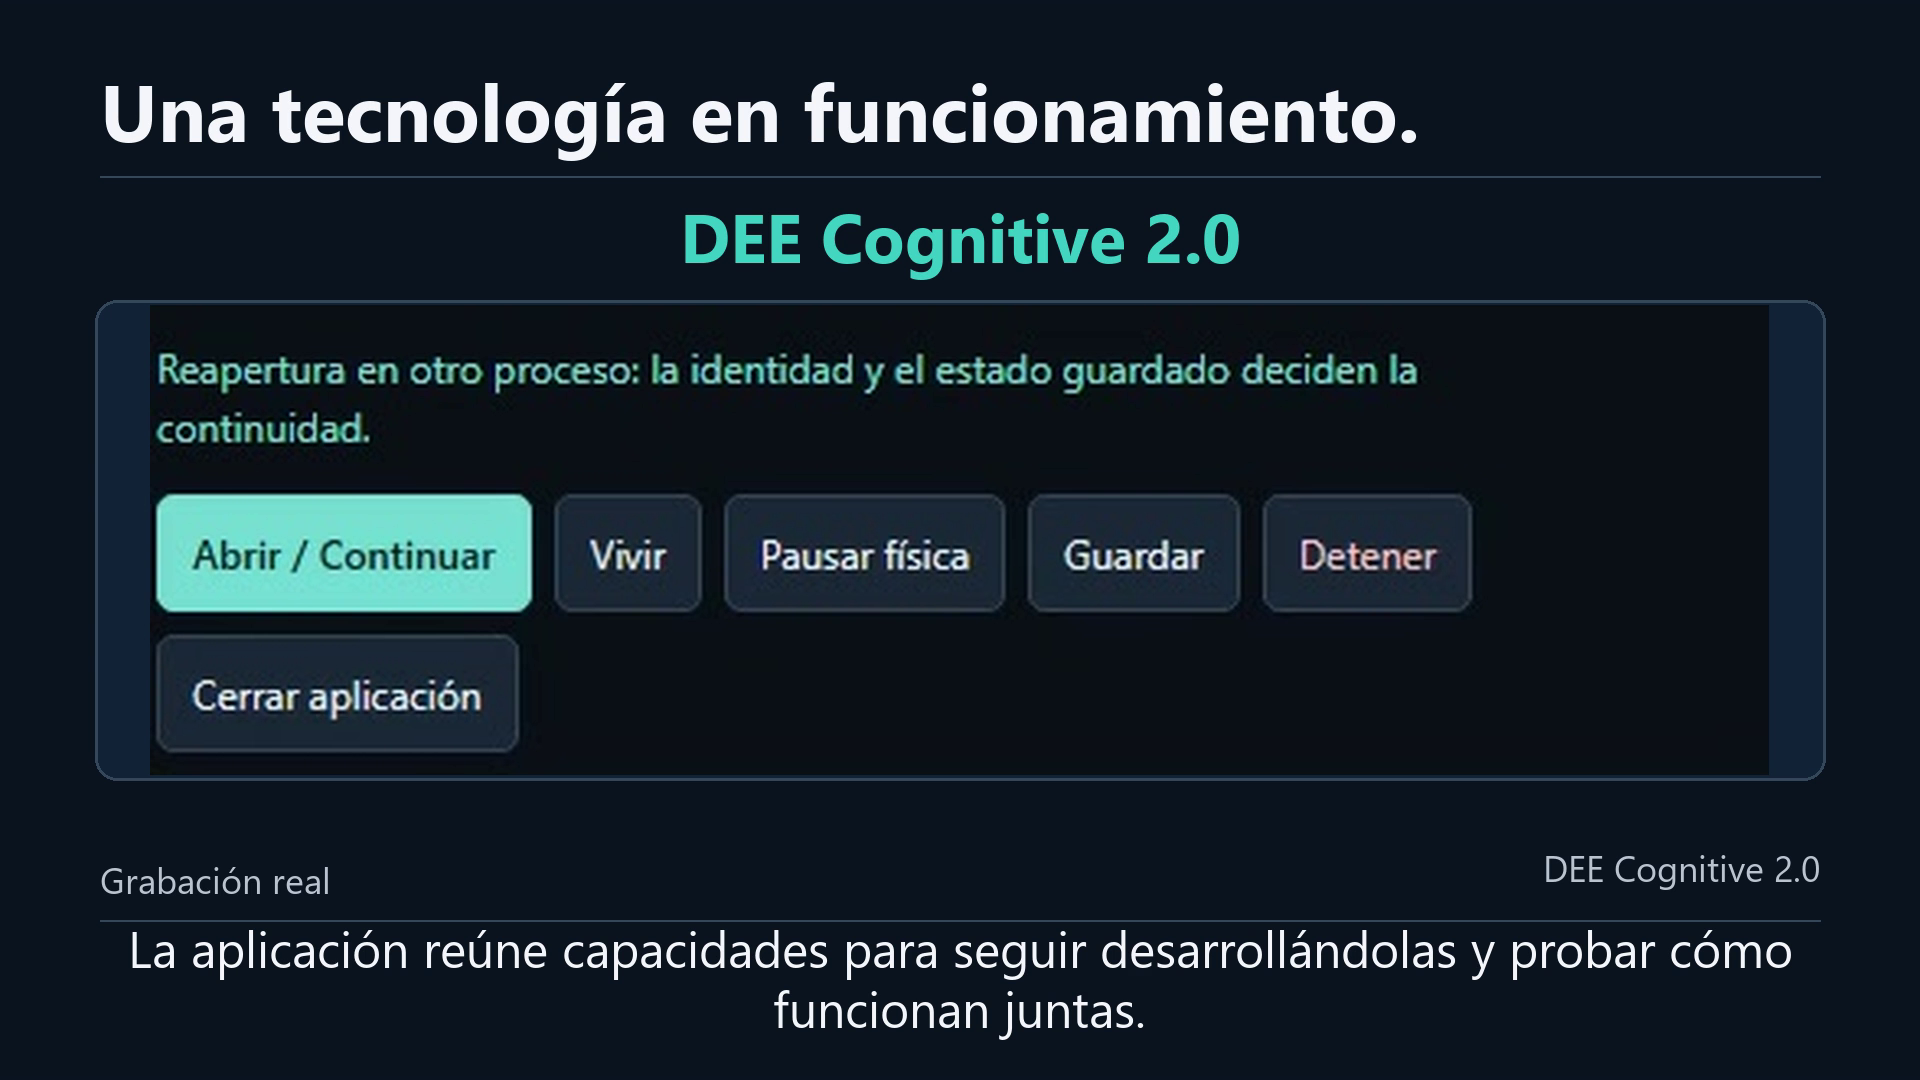 Una tecnología en funcionamiento.
DEE Cognitive 2.0
Reapertura en otro proceso: la identidad y el estado guardado deciden la
continuidad.
Abrir / Continuar
Vivir
Pausar física
Guardar
Detener
Cerrar aplicación
Grabación real
DEE Cognitive 2.0
La aplicación reúne capacidades para seguir desarrollándolas y probar cómo
funcionan juntas.